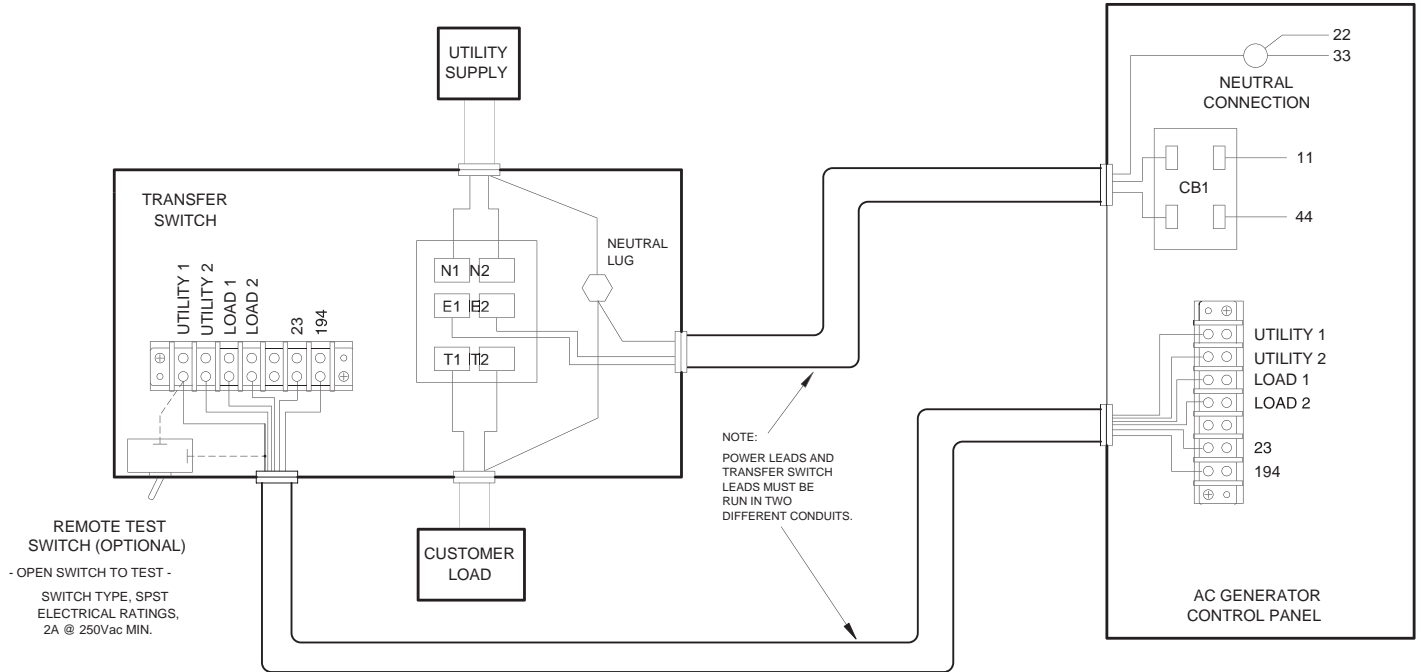 UTILITY
SUPPLY
TRANSFER
SWITCH
UTILITY 1
UTILITY 2
LOAD 1
LOAD 2
23
194
N1 N2
E1 E2
T1 T2
NEUTRAL
LUG
REMOTE TEST
SWITCH (OPTIONAL)
- OPEN SWITCH TO TEST -
SWITCH TYPE, SPST
ELECTRICAL RATINGS,
2A @ 250Vac MIN.
CUSTOMER
LOAD
NOTE:
POWER LEADS AND
TRANSFER SWITCH
LEADS MUST BE
RUN IN TWO
DIFFERENT CONDUITS.
22
33
NEUTRAL
CONNECTION
11
CB1
44
UTILITY 1
UTILITY 2
LOAD 1
LOAD 2
23
194
AC GENERATOR
CONTROL PANEL